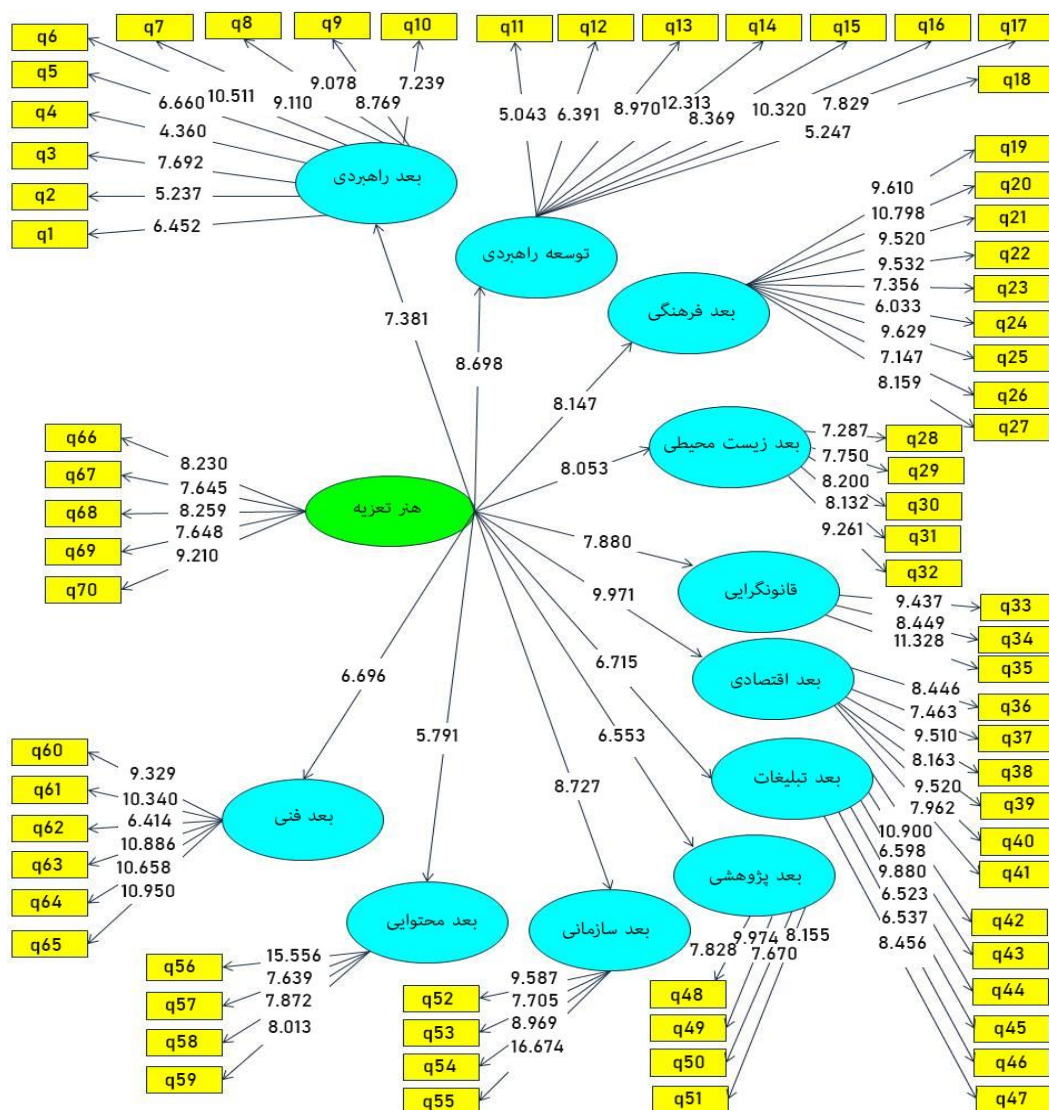 q6
q7
q8
q9
q10
q11
q12
q13
q14
q15
q16
q17
q18
q5
q4
q3
q2
q1
6.660
10.511
9.110
9.078
8.769
7.239
4.360
7.692
5.237
6.452
بعد راهبردی
5.043
6.391
8.970
12.313
8.369
10.320
7.829
5.247
توسعه راهبردی
q19
q20
q21
q22
q23
q24
q25
q26
q27
9.610
10.798
9.520
9.532
7.356
6.033
9.629
7.147
8.159
بعد فرهنگی
7.381
8.698
8.147
8.053
بعد زیست محیطی
7.287
7.750
8.200
8.132
9.261
q28
q29
q30
q31
q32
q66
q67
q68
q69
q70
8.230
7.645
8.259
7.648
9.210
هنر تعزیه
7.880
قانونگرایی
9.437
8.449
11.328
q33
q34
q35
9.971
بعد اقتصادی
8.446
7.463
9.510
8.163
9.520
7.962
q36
q37
q38
q39
q40
q41
6.715
بعد تبلیغات
10.900
6.598
9.880
6.523
6.537
8.456
q42
q43
q44
q45
q46
q47
6.553
بعد پژوهشی
7.828
9.974
7.670
8.155
q48
q49
q50
q51
8.727
بعد سازمانی
9.587
7.705
8.969
16.674
q52
q53
q54
q55
5.791
بعد محتوایی
15.556
7.639
7.872
8.013
q56
q57
q58
q59
6.696
بعد فنی
9.329
10.340
6.414
10.886
10.658
10.950
q60
q61
q62
q63
q64
q65